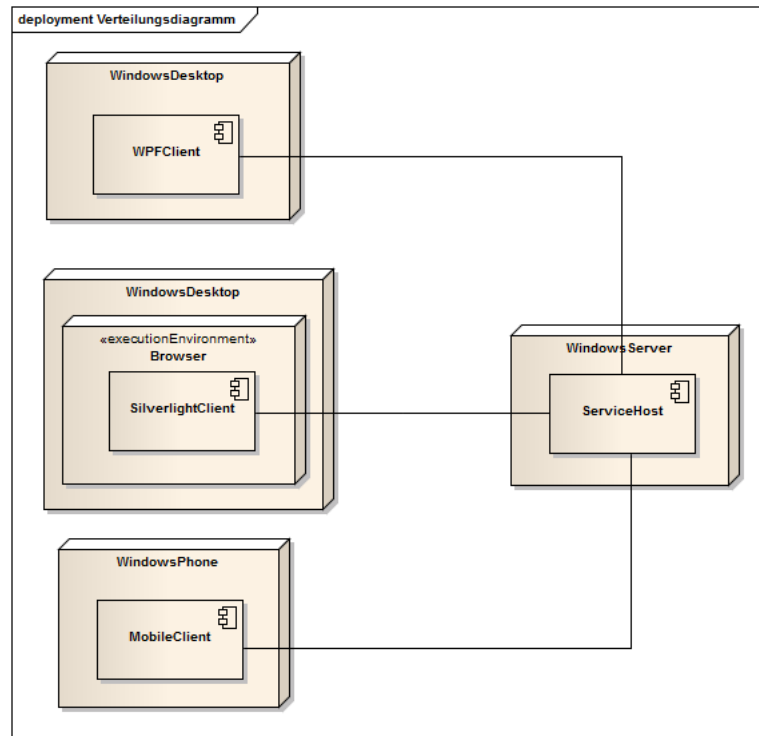 deployment Verteilungsdiagramm
WindowsDesktop
WPFClient
WindowsDesktop
«executionEnvironment»
Browser
SilverlightClient
WindowsServer
ServiceHost
WindowsPhone
MobileClient